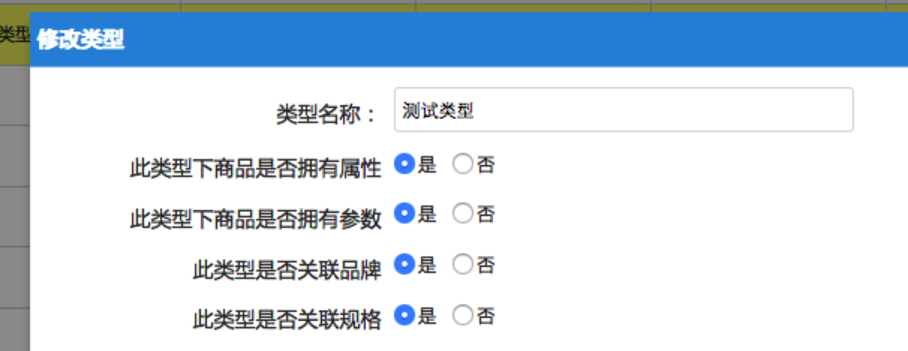 类型
修改类型
类型名称：测试类型
此类型下商品是否拥有属性 是 否
此类型下商品是否拥有参数 是 否
此类型是否关联品牌 是 否
此类型是否关联规格 是 否